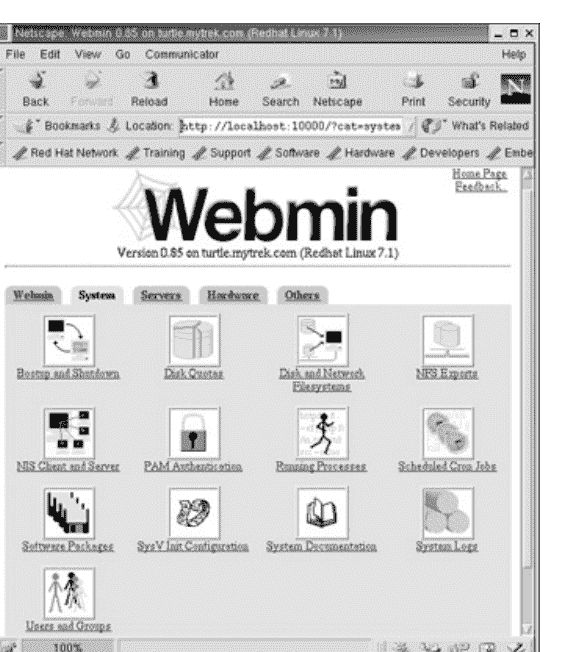 Netscape: Webmin 0.85 on turtle.mytrek.com (Redhat Linux 7.1)
File Edit View Go Communicator Help
Back Forward Reload Home Search Netscape Print Security
Bookmarks Location: http://localhost:10000/?cat=system What's Related
Red Hat Network Training Support Software Hardware Developers Embe
Home Page
Feedback..
Webmin
Version 0.85 on turtle.mytrek.com (Redhat Linux 7.1)
Webmin System Servers Hardware Others
Bootup and Shutdown Disk Quotas Disk and Network Filesystems NFS Exports
NIS Client and Server PAM Authentication Running Processes Scheduled Cron Jobs
Software Packages SysV Init Configuration System Documentation System Logs
Users and Groups
100%